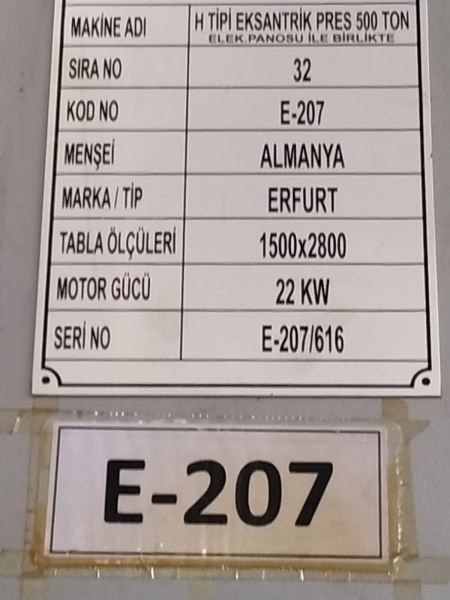 MAKİNE ADI H TİPİ EKSANTRİK PRES 500 TON
ELEK.PANOSU İLE BİRLİKTE
SIRA NO 32
KOD NO E-207
MENŞEİ ALMANYA
MARKA / TİP ERFURT
TABLA ÖLÇÜLERİ 1500x2800
MOTOR GÜCÜ 22 KW
SERİ NO E-207/616
E-207